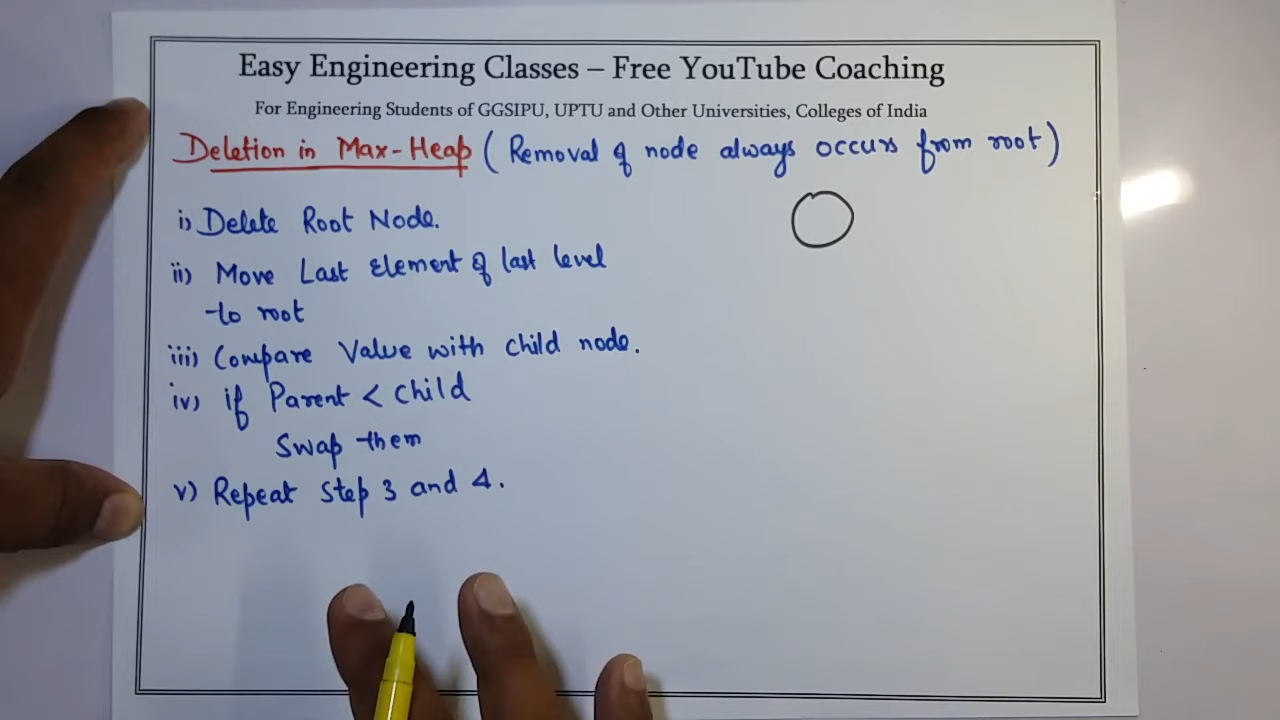 Easy Engineering Classes – Free YouTube Coaching
For Engineering Students of GGSIPU, UPTU and Other Universities, Colleges of India
Deletion in Max-Heap (Removal of node always occurs from root)
i) Delete Root Node.
ii) Move Last Element of last level
to root
iii) Compare Value with child node.
iv) if Parent < child
Swap them
v) Repeat step 3 and 4.